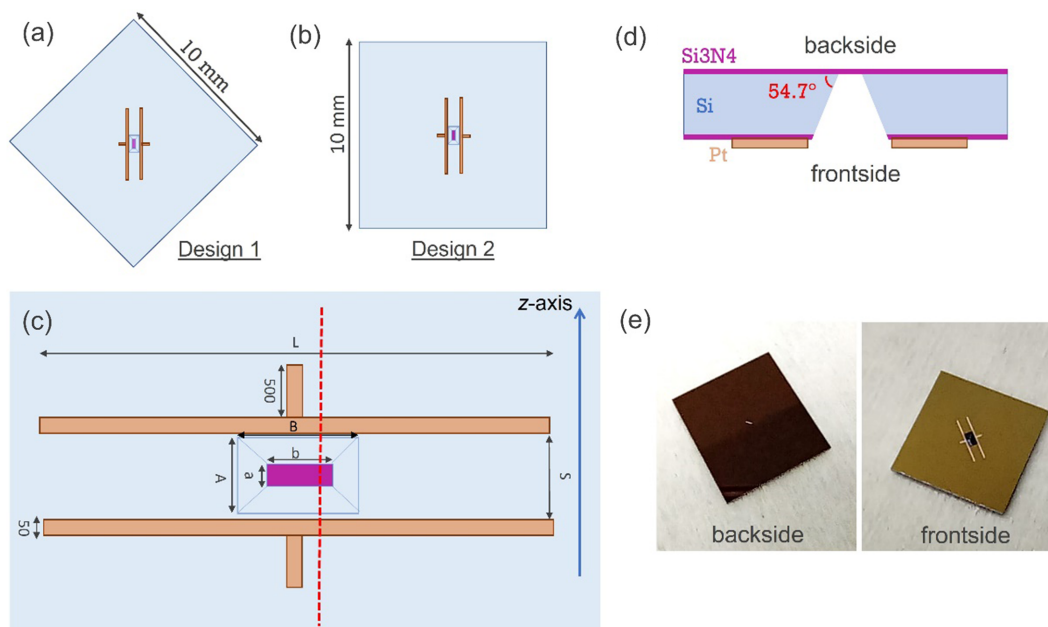 (a)
10 mm
Design 1
(b)
10 mm
Design 2
(d)
backside
Si3N4
54.7°
Si
Pt
frontside
(c)
z-axis
L
500
B
b
a
A
S
50
(e)
backside
frontside